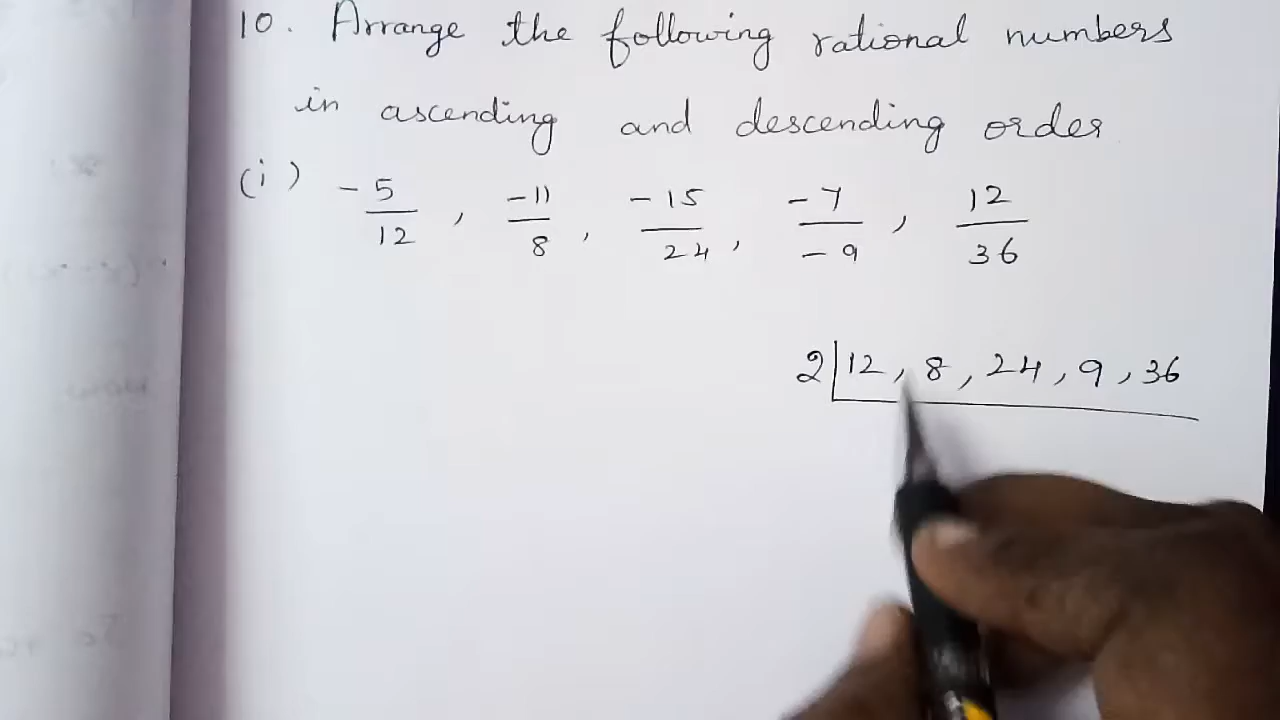 10. Arrange the following rational numbers
in ascending and descending order
(i) -5/12, -11/8, -15/24, -7/-9, 12/36
2|12, 8, 24, 9, 36